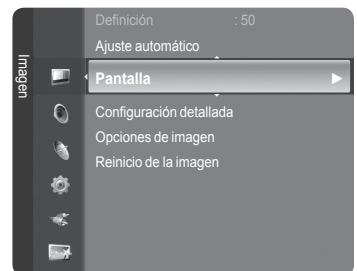 Imagen
Definición : 50
Ajuste automático
Pantalla
Configuración detallada
Opciones de imagen
Reinicio de la imagen